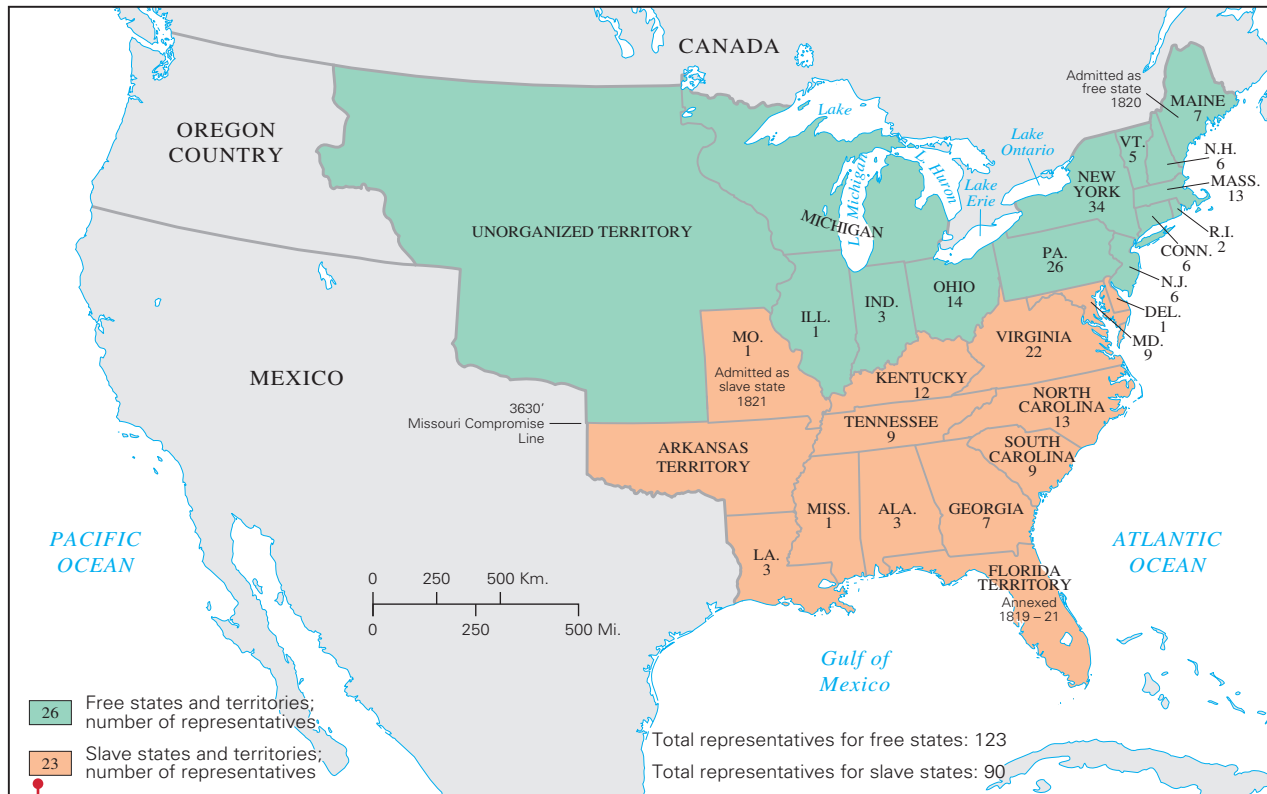 CANADA
Admitted as
free state
1820
MAINE
7
OREGON
COUNTRY
Lake
Lake
Ontario
VT.
5
N.H.
6
L. Huron
Lake
Erie
NEW
YORK
34
MASS.
13
L. Michigan
MICHIGAN
UNORGANIZED TERRITORY
R.I.
2
CONN.
6
PA.
26
N.J.
6
OHIO
14
IND.
3
ILL.
1
DEL.
1
MD.
9
MO.
1
Admitted as
slave state
1821
VIRGINIA
22
KENTUCKY
12
MEXICO
3630'
Missouri Compromise
Line
NORTH
CAROLINA
13
TENNESSEE
9
SOUTH
CAROLINA
9
ARKANSAS
TERRITORY
MISS.
1
ALA.
3
GEORGIA
7
PACIFIC
OCEAN
LA.
3
ATLANTIC
OCEAN
FLORIDA
TERRITORY
Annexed
1819 – 21
0 250 500 Km.
0 250 500 Mi.
Gulf of
Mexico
26 Free states and territories;
number of representatives
23 Slave states and territories;
number of representatives
Total representatives for free states: 123
Total representatives for slave states: 90